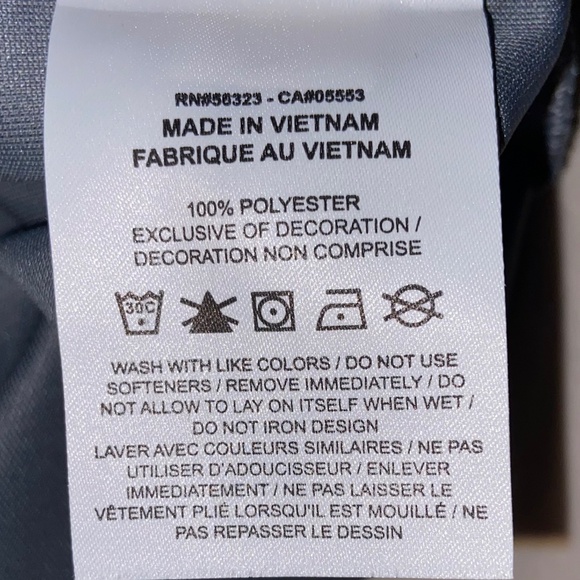 RN#56323 - CA#05553
MADE IN VIETNAM
FABRIQUE AU VIETNAM
100% POLYESTER
EXCLUSIVE OF DECORATION /
DECORATION NON COMPRISE
30C
WASH WITH LIKE COLORS / DO NOT USE
SOFTENERS / REMOVE IMMEDIATELY / DO
NOT ALLOW TO LAY ON ITSELF WHEN WET /
DO NOT IRON DESIGN
LAVER AVEC COULEURS SIMILAIRES / NE PAS
UTILISER D'ADOUCISSEUR / ENLEVER
IMMEDIATEMENT / NE PAS LAISSER LE
VÊTEMENT PLIÉ LORSQU'IL EST MOUILLÉ / NE
PAS REPASSER LE DESSIN